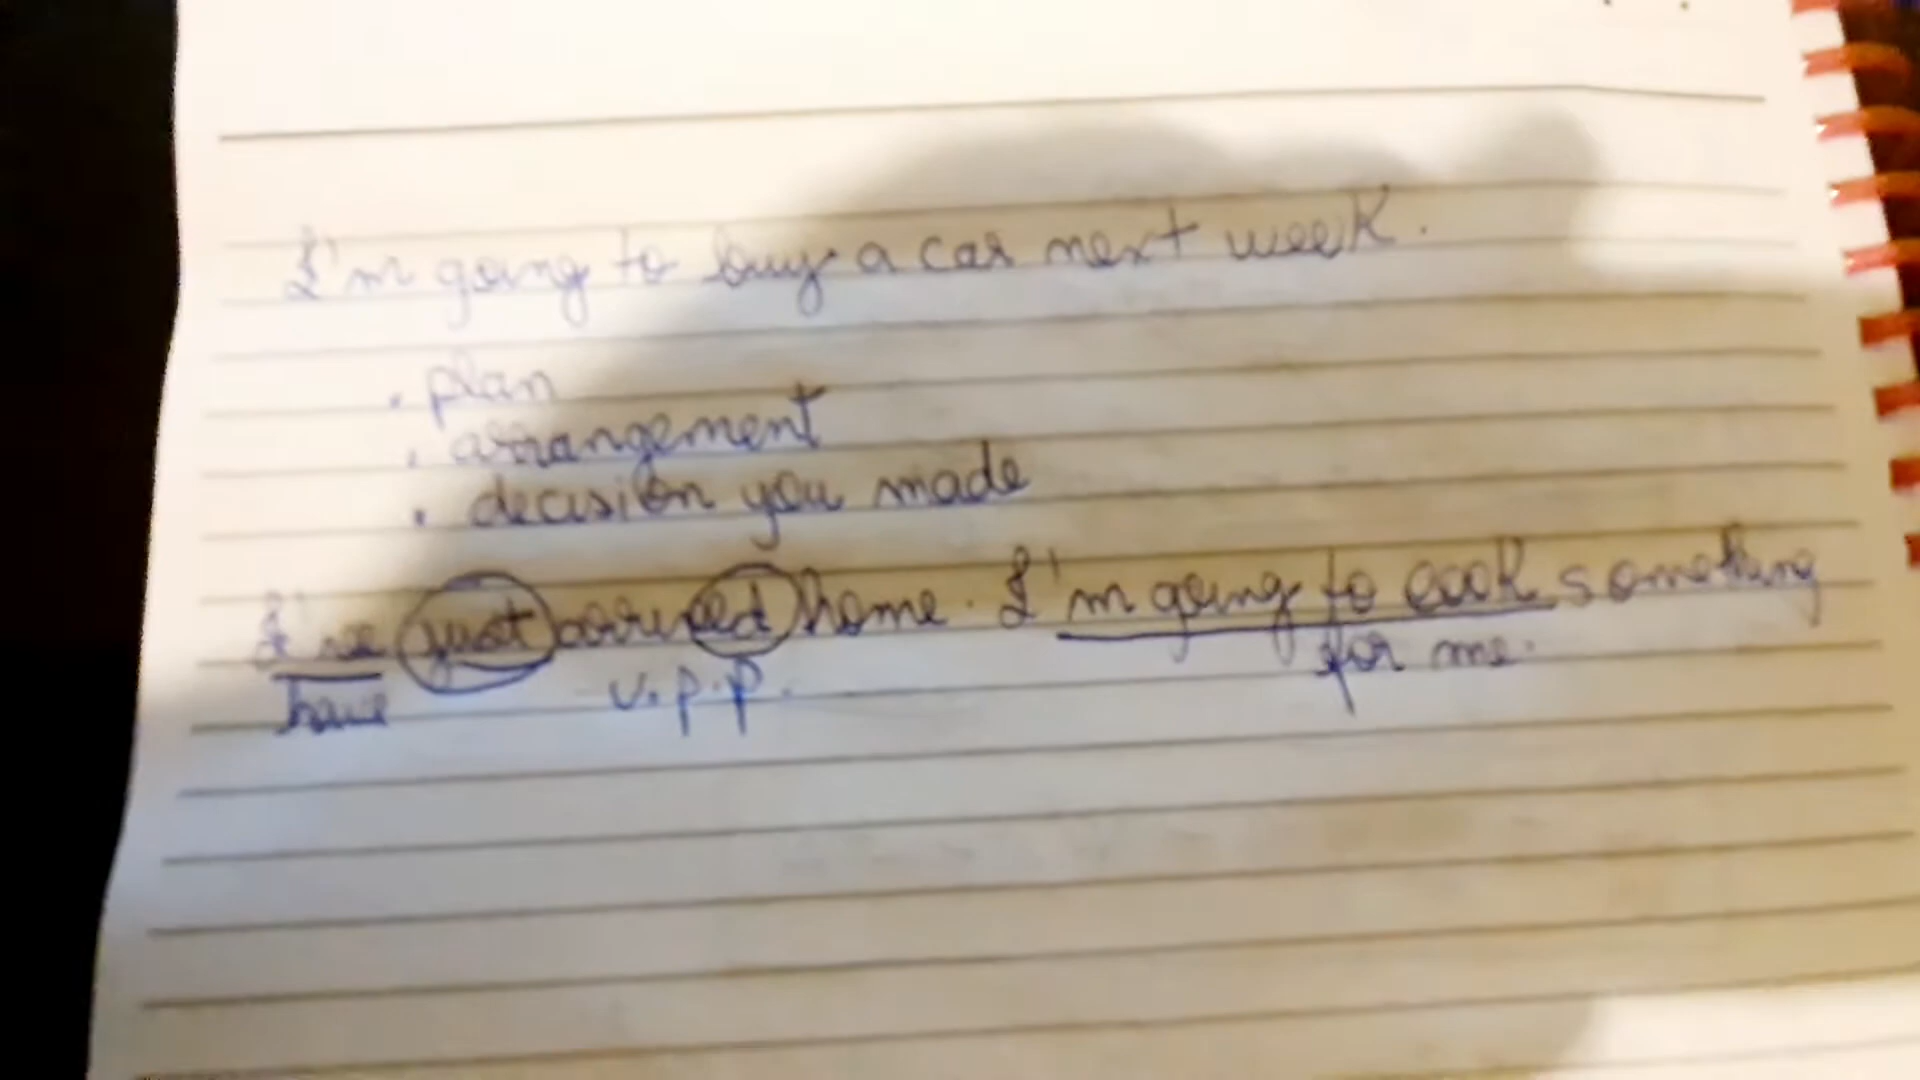 I'm going to buy a car next week.
. plan
. arrangement
. decision you made
I've just arrived home. I'm going to cook something
for me.
have
v.p.p.